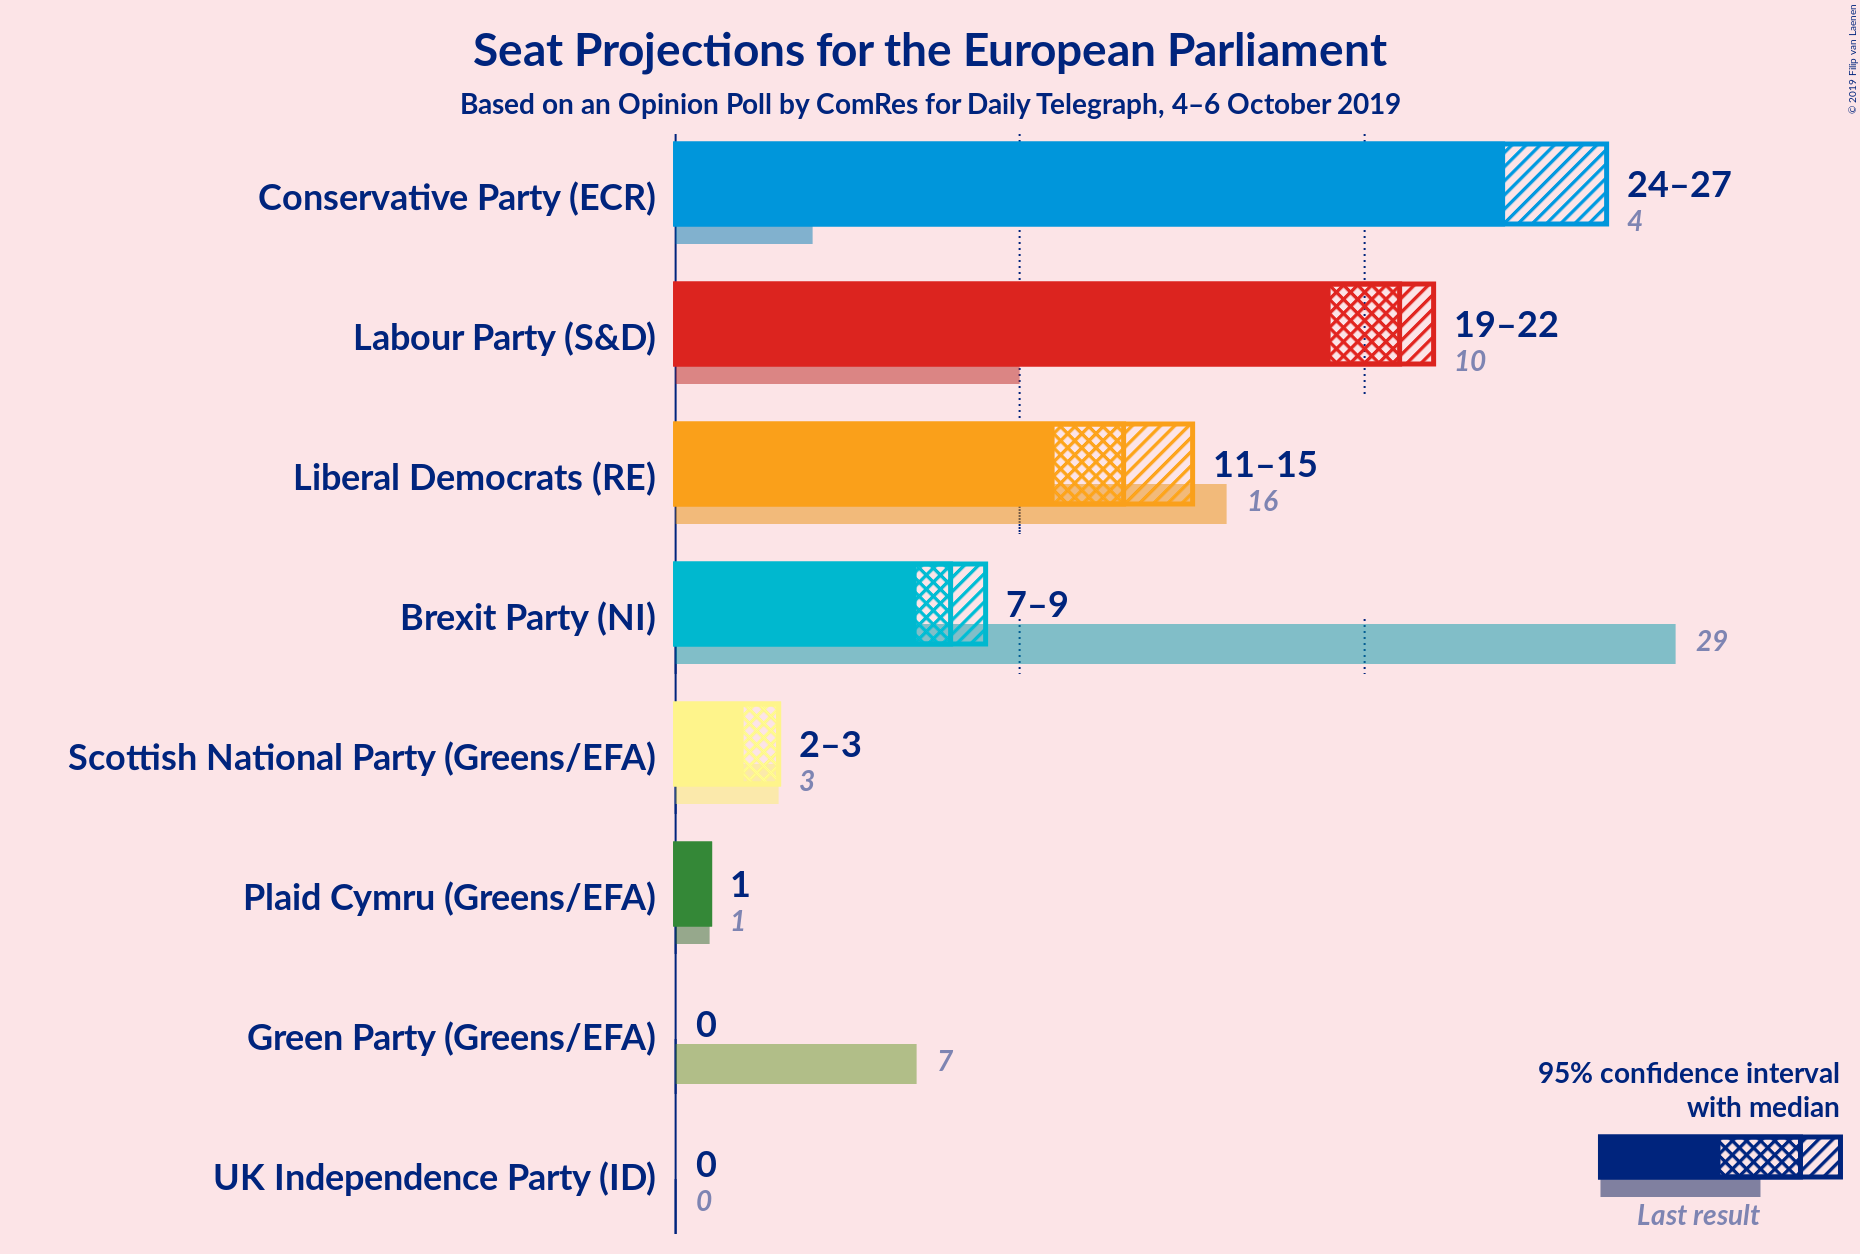 Seat Projections for the European Parliament
Based on an Opinion Poll by ComRes for Daily Telegraph, 4–6 October 2019
© 2019 Filip van Laenen
Conservative Party (ECR)
24–27
4
Labour Party (S&D)
19–22
10
Liberal Democrats (RE)
11–15
16
Brexit Party (NI)
7–9
29
Scottish National Party (Greens/EFA)
2–3
3
Plaid Cymru (Greens/EFA)
1
1
Green Party (Greens/EFA)
0
7
UK Independence Party (ID)
0
0
95% confidence interval
with median
Last result